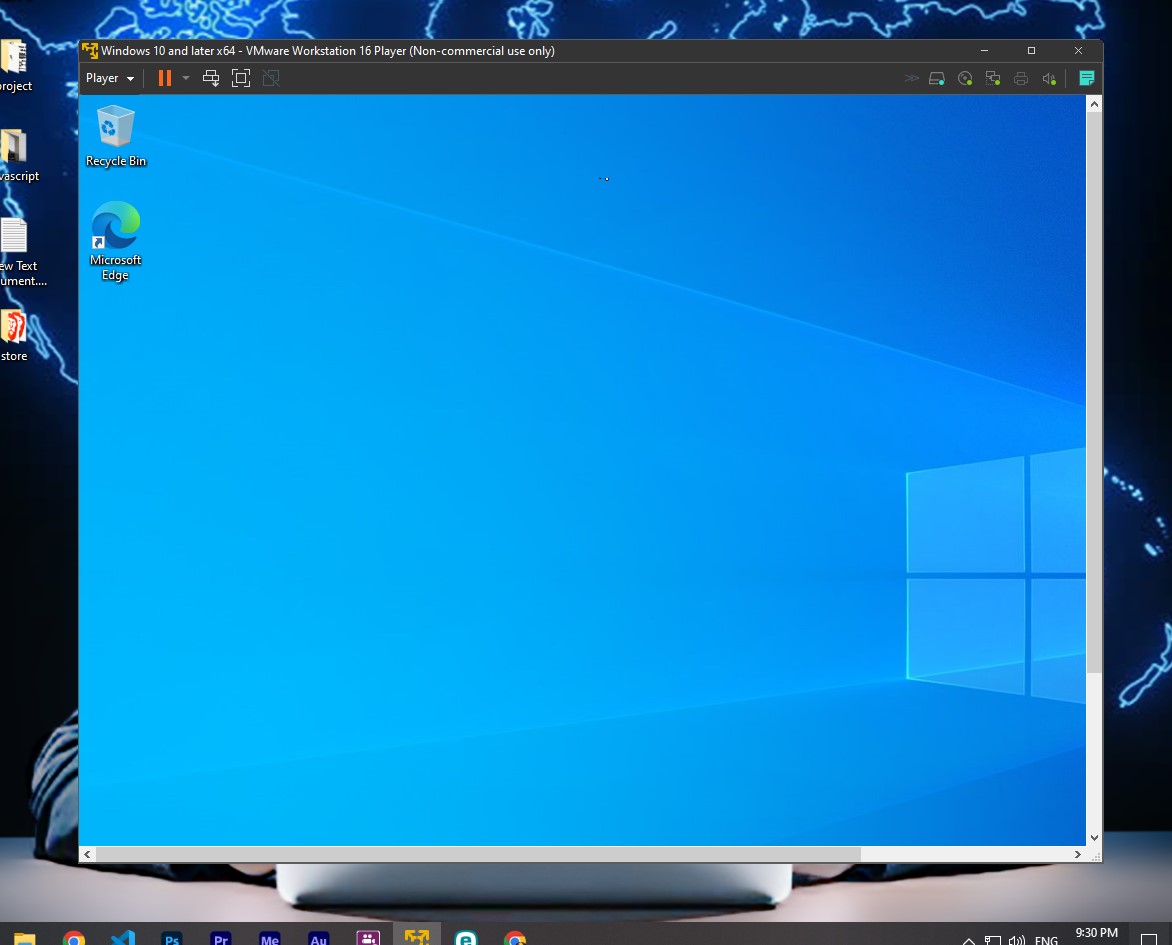 Windows 10 and later x64 - VMware Workstation 16 Player (Non-commercial use only)
Player
roject
Recycle Bin
vascript
Microsoft
Edge
ew Text
ument....
store
Ps
Pr
Me
Au
ENG
9:30 PM